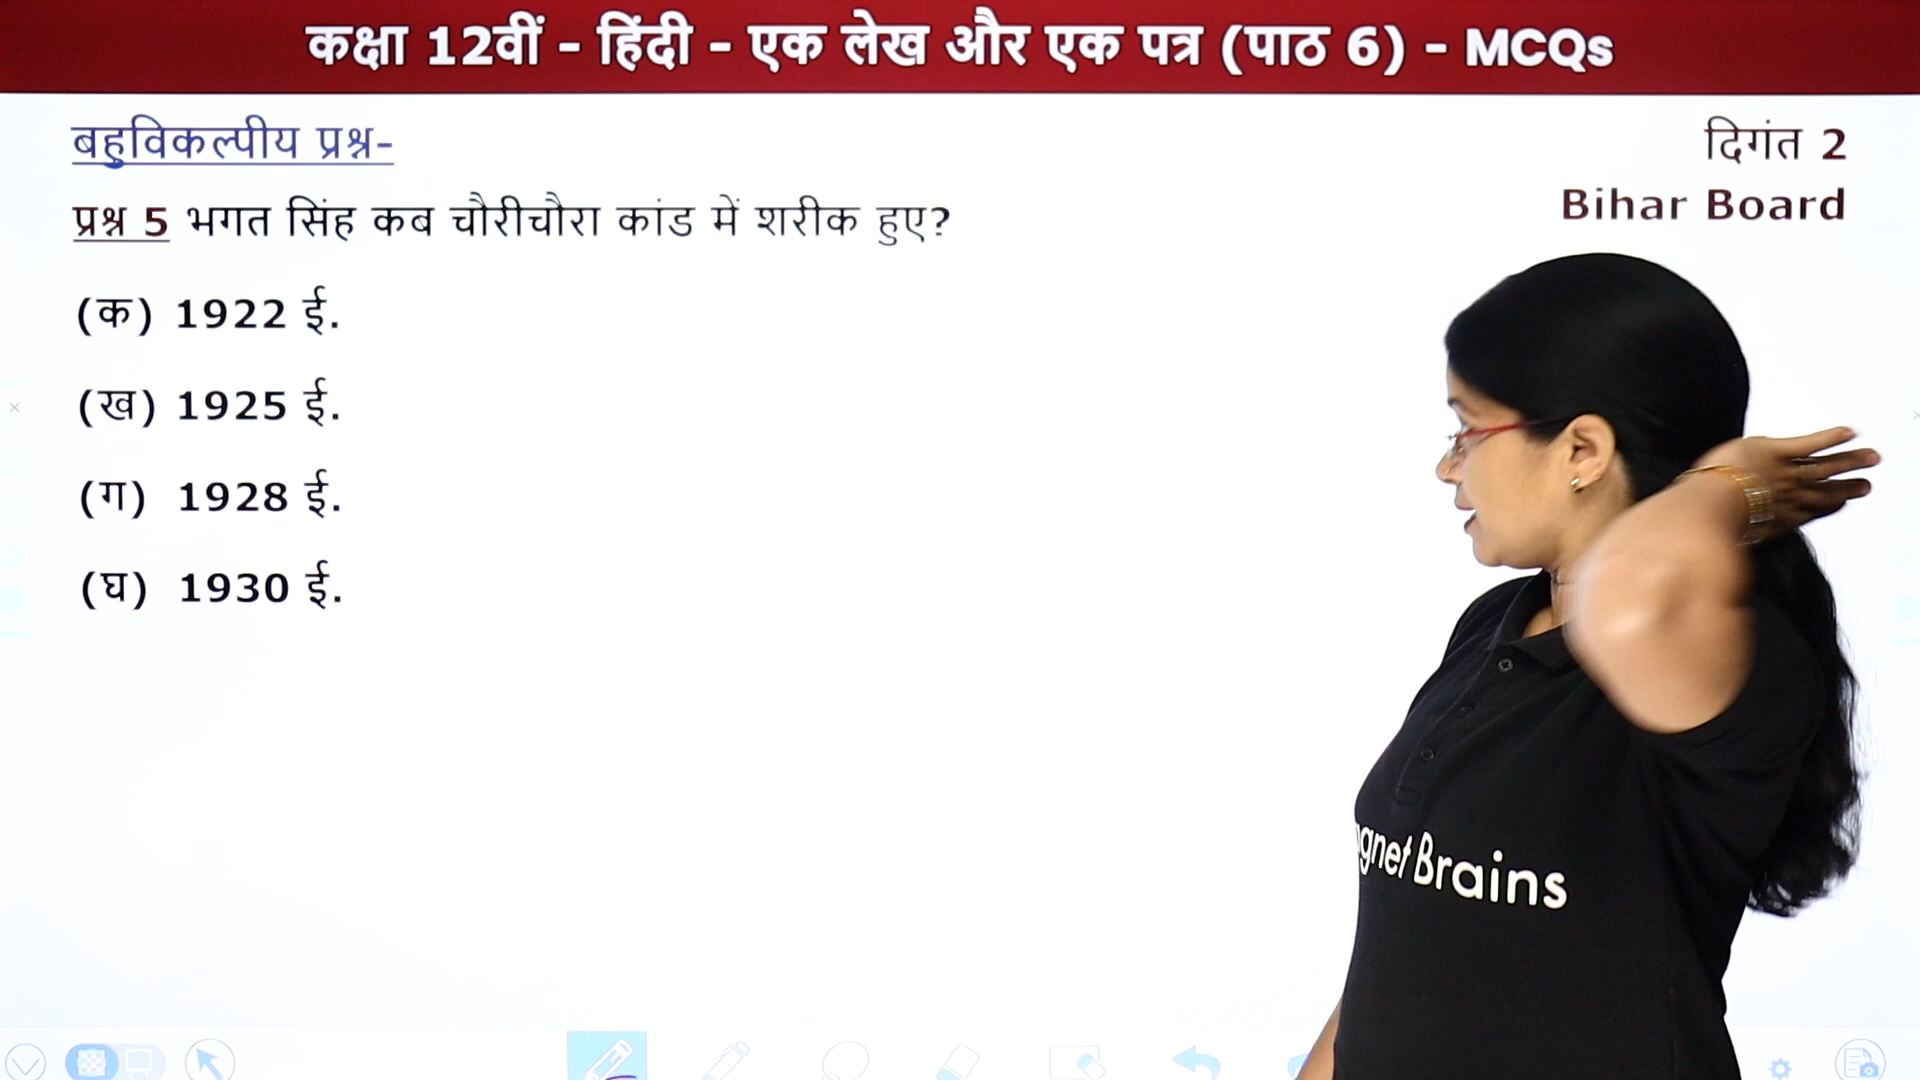 कक्षा 12वीं - हिंदी - एक लेख और एक पत्र (पाठ 6) - MCQs
बहुविकल्पीय प्रश्न-
दिगंत 2
Bihar Board
प्रश्न 5 भगत सिंह कब चौरीचौरा कांड में शरीक हुए?
(क) 1922 ई.
(ख) 1925 ई.
(ग) 1928 ई.
(घ) 1930 ई.
gnet Brains